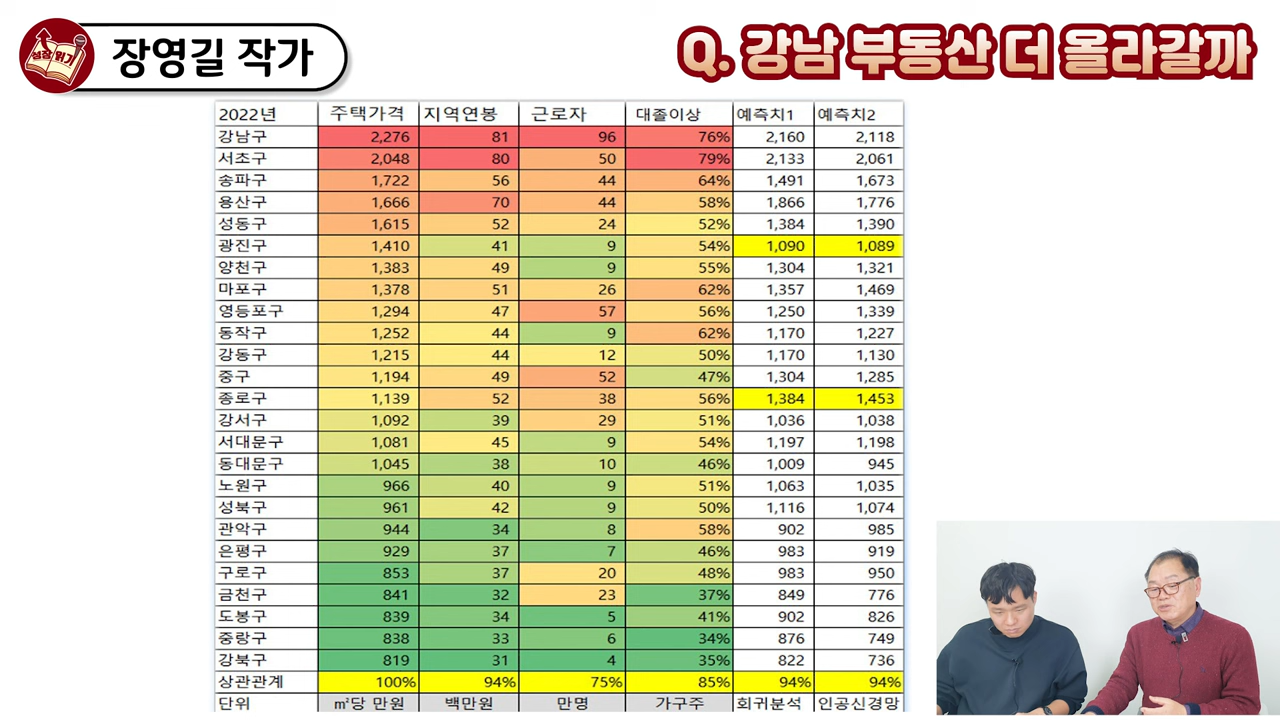 성점읽기
장영길 작가
Q. 강남 부동산 더 올라갈까
2022년 주택가격 지역연봉 근로자 대졸이상 예측치1 예측치2
강남구 2,276 81 96 76% 2,160 2,118
서초구 2,048 80 50 79% 2,133 2,061
송파구 1,722 56 44 64% 1,491 1,673
용산구 1,666 70 44 58% 1,866 1,776
성동구 1,615 52 24 52% 1,384 1,390
광진구 1,410 41 9 54% 1,090 1,089
양천구 1,383 49 9 55% 1,304 1,321
마포구 1,378 51 26 62% 1,357 1,469
영등포구 1,294 47 57 56% 1,250 1,339
동작구 1,252 44 9 62% 1,170 1,227
강동구 1,215 44 12 50% 1,170 1,130
중구 1,194 49 52 47% 1,304 1,285
종로구 1,139 52 38 56% 1,384 1,453
강서구 1,092 39 29 51% 1,036 1,038
서대문구 1,081 45 9 54% 1,197 1,198
동대문구 1,045 38 10 46% 1,009 945
노원구 966 40 9 51% 1,063 1,035
성북구 961 42 9 50% 1,116 1,074
관악구 944 34 8 58% 902 985
은평구 929 37 7 46% 983 919
구로구 853 37 20 48% 983 950
금천구 841 32 23 37% 849 776
도봉구 839 34 5 41% 902 826
중랑구 838 33 6 34% 876 749
강북구 819 31 4 35% 822 736
상관관계 100% 94% 75% 85% 94% 94%
단위 ㎡당 만원 백만원 만명 가구주 회귀분석 인공신경망